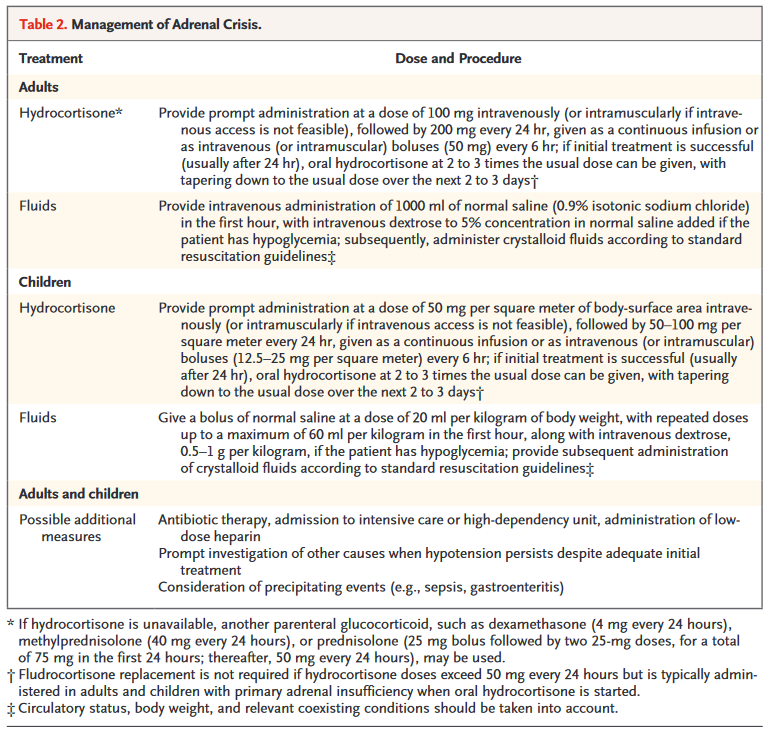 Table 2. Management of Adrenal Crisis.
Treatment Dose and Procedure
Adults
Hydrocortisone* Provide prompt administration at a dose of 100 mg intravenously (or intramuscularly if intrave-
nous access is not feasible), followed by 200 mg every 24 hr, given as a continuous infusion or
as intravenous (or intramuscular) boluses (50 mg) every 6 hr; if initial treatment is successful
(usually after 24 hr), oral hydrocortisone at 2 to 3 times the usual dose can be given, with
tapering down to the usual dose over the next 2 to 3 days†
Fluids Provide intravenous administration of 1000 ml of normal saline (0.9% isotonic sodium chloride)
in the first hour, with intravenous dextrose to 5% concentration in normal saline added if the
patient has hypoglycemia; subsequently, administer crystalloid fluids according to standard
resuscitation guidelines‡
Children
Hydrocortisone Provide prompt administration at a dose of 50 mg per square meter of body-surface area intrave-
nously (or intramuscularly if intravenous access is not feasible), followed by 50–100 mg per
square meter every 24 hr, given as a continuous infusion or as intravenous (or intramuscular)
boluses (12.5–25 mg per square meter) every 6 hr; if initial treatment is successful (usually
after 24 hr), oral hydrocortisone at 2 to 3 times the usual dose can be given, with tapering
down to the usual dose over the next 2 to 3 days†
Fluids Give a bolus of normal saline at a dose of 20 ml per kilogram of body weight, with repeated doses
up to a maximum of 60 ml per kilogram in the first hour, along with intravenous dextrose,
0.5–1 g per kilogram, if the patient has hypoglycemia; provide subsequent administration
of crystalloid fluids according to standard resuscitation guidelines‡
Adults and children
Possible additional Antibiotic therapy, admission to intensive care or high-dependency unit, administration of low-
measures dose heparin
Prompt investigation of other causes when hypotension persists despite adequate initial
treatment
Consideration of precipitating events (e.g., sepsis, gastroenteritis)
* If hydrocortisone is unavailable, another parenteral glucocorticoid, such as dexamethasone (4 mg every 24 hours),
methylprednisolone (40 mg every 24 hours), or prednisolone (25 mg bolus followed by two 25-mg doses, for a total
of 75 mg in the first 24 hours; thereafter, 50 mg every 24 hours), may be used.
† Fludrocortisone replacement is not required if hydrocortisone doses exceed 50 mg every 24 hours but is typically admin-
istered in adults and children with primary adrenal insufficiency when oral hydrocortisone is started.
‡ Circulatory status, body weight, and relevant coexisting conditions should be taken into account.